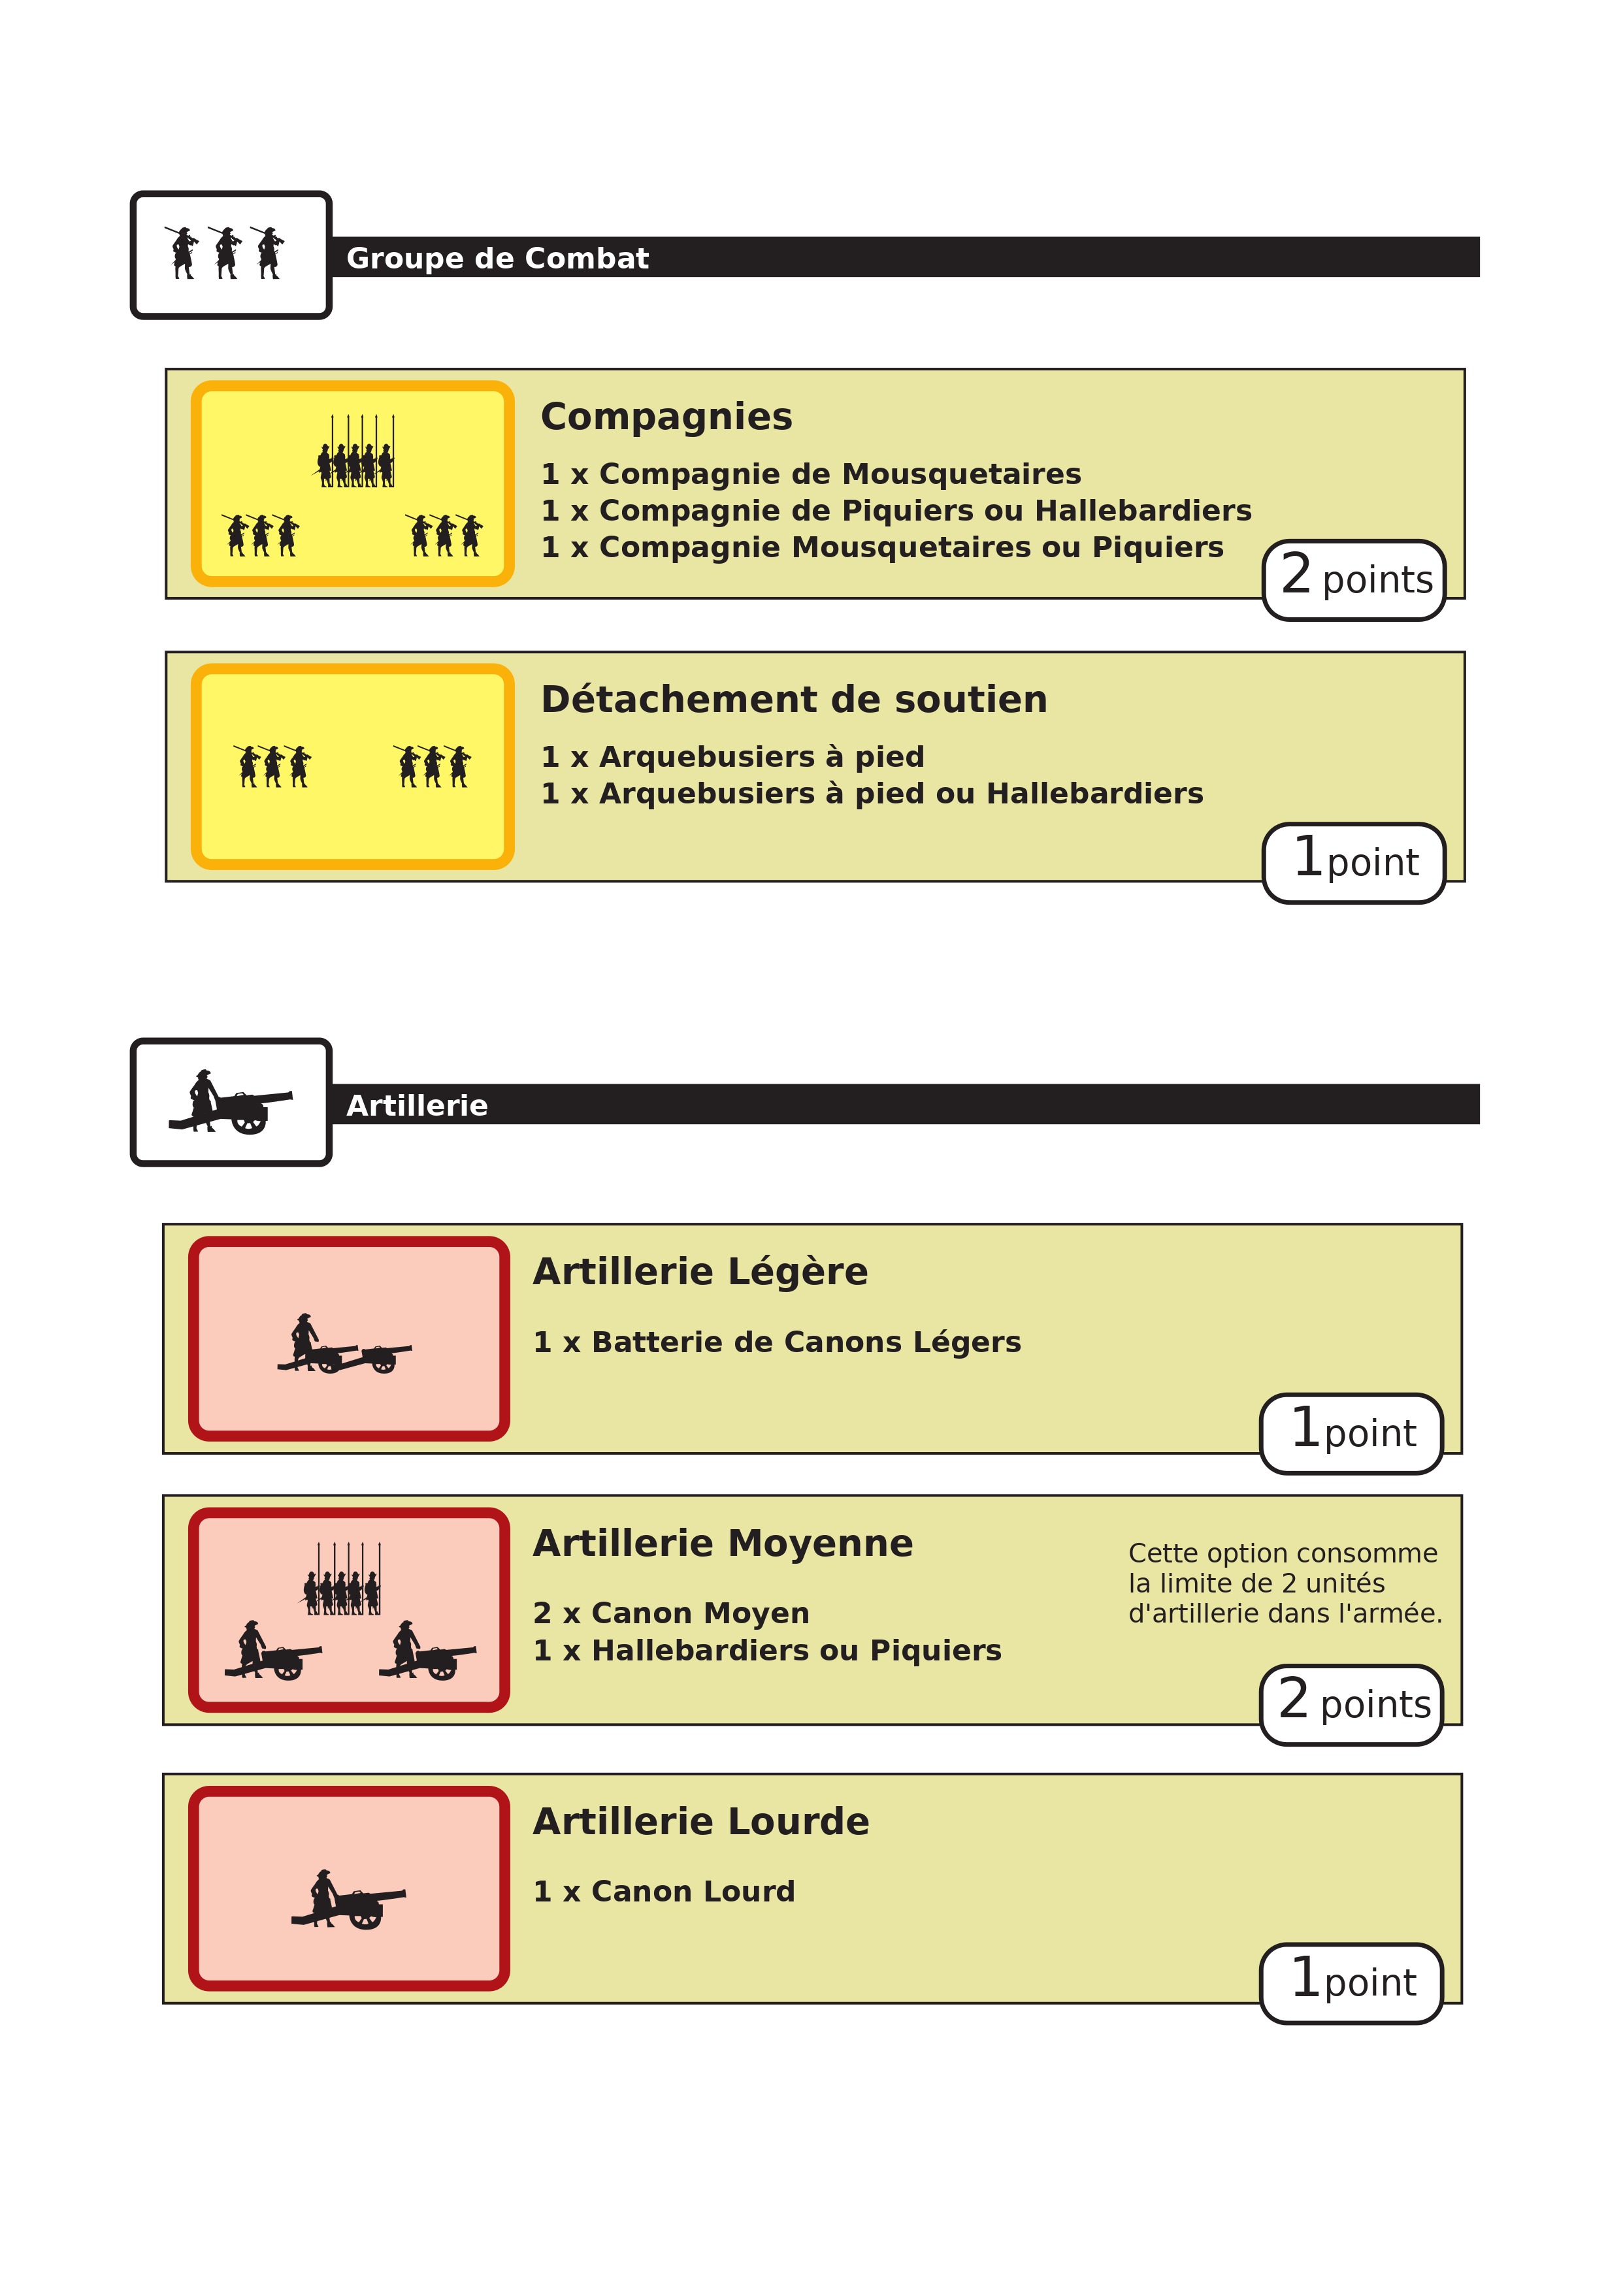 Groupe de Combat
Compagnies
1 x Compagnie de Mousquetaires
1 x Compagnie de Piquiers ou Hallebardiers
1 x Compagnie Mousquetaires ou Piquiers
2 points
Détachement de soutien
1 x Arquebusiers à pied
1 x Arquebusiers à pied ou Hallebardiers
1 point
Artillerie
Artillerie Légère
1 x Batterie de Canons Légers
1 point
Artillerie Moyenne
2 x Canon Moyen
1 x Hallebardiers ou Piquiers
Cette option consomme
la limite de 2 unités
d'artillerie dans l'armée.
2 points
Artillerie Lourde
1 x Canon Lourd
1 point